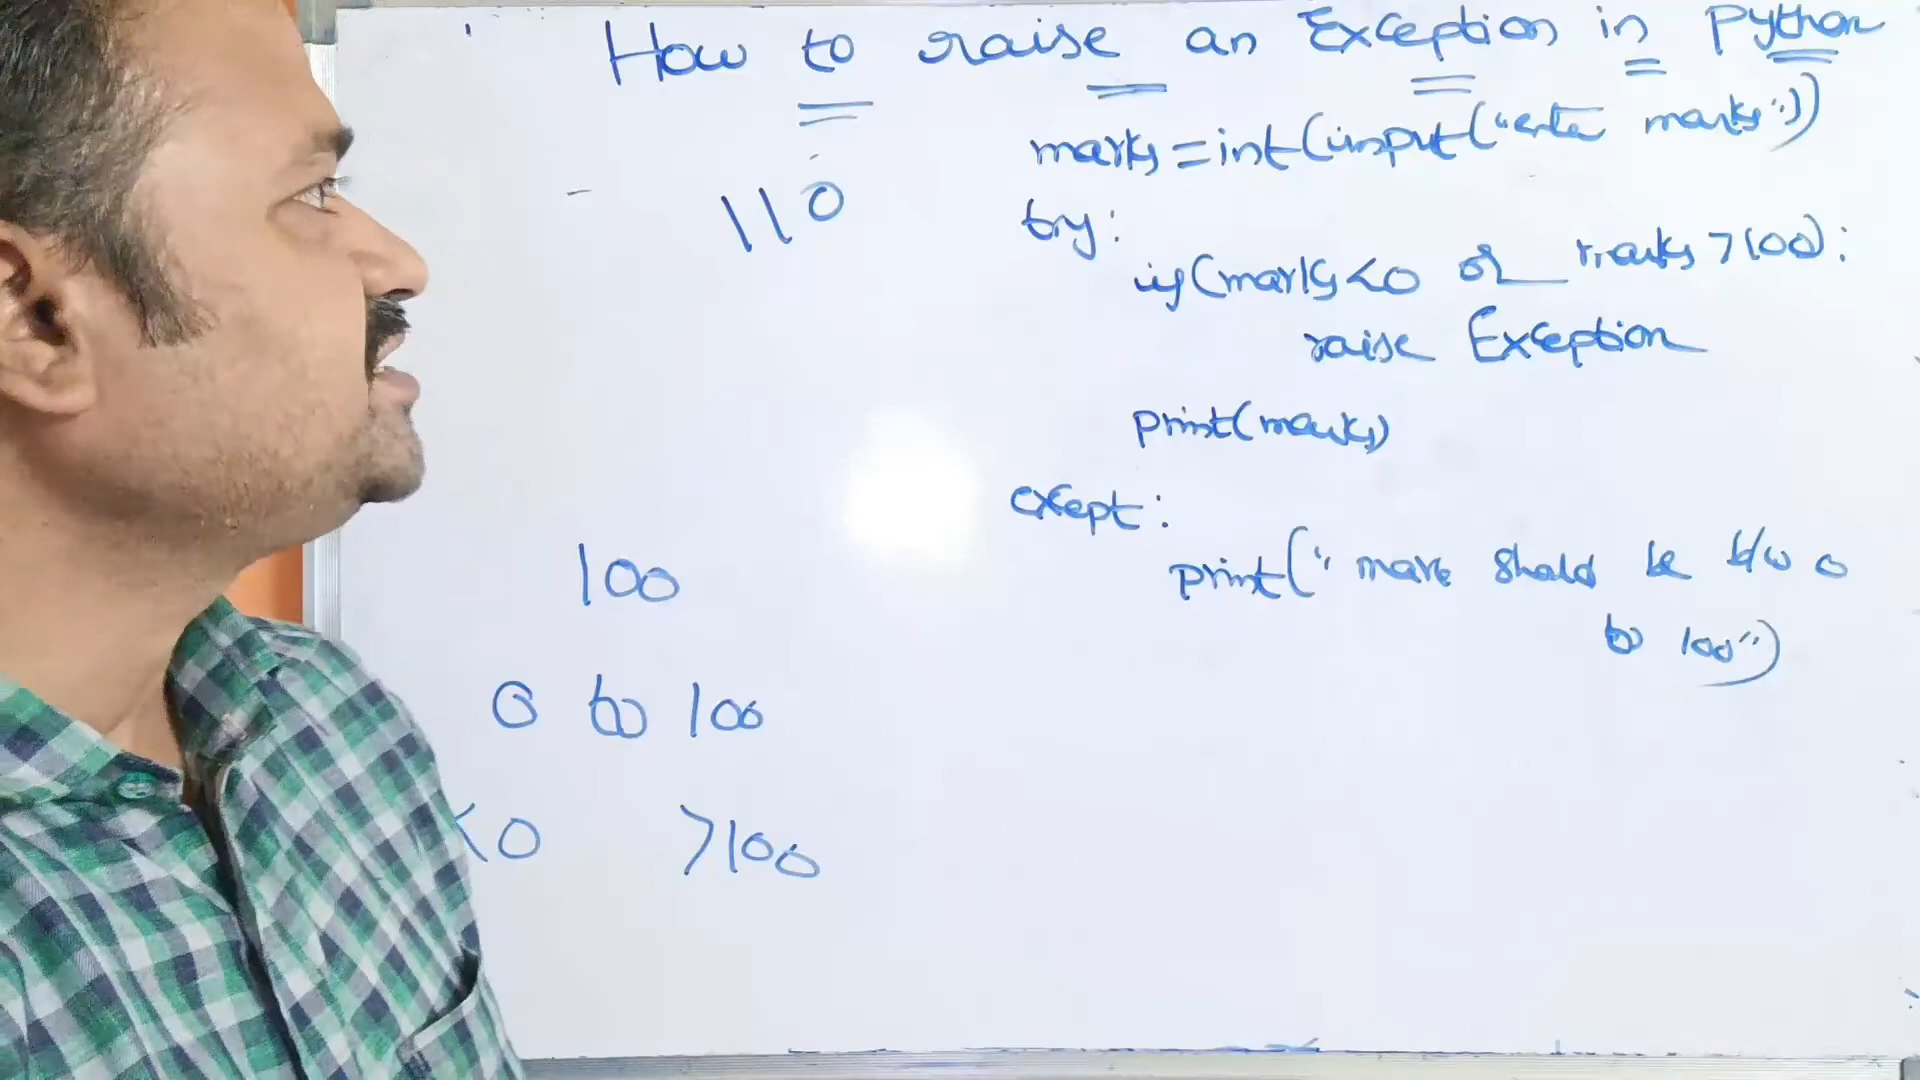 How to raise an Exception in Python
marks=int(input("enter marks"))
110
try:
if(marks<0 or marks>100):
raise Exception
print(marks)
except:
100
print("mark should be b/w 0
to 100")
0 to 100
<0 >100